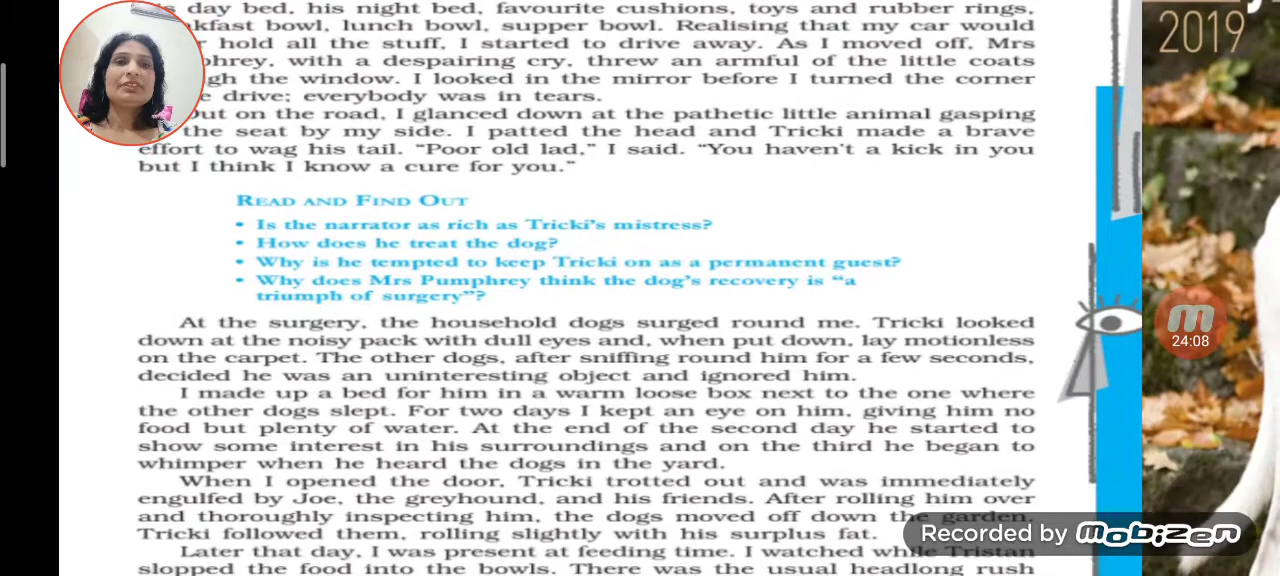 day bed, his night bed, favourite cushions, toys and rubber rings,
bowl, lunch bowl, supper bowl. Realising that my car would
hold all the stuff, I started to drive away. As I moved off, Mrs
with a despairing cry, threw an armful of the little coats
the window. I looked in the mirror before I turned the corner
drive; everybody was in tears.
Out on the road, I glanced down at the pathetic little animal gasping
the seat by my side. I patted the head and Tricki made a brave
effort to wag his tail. “Poor old lad,” I said. “You haven't a kick in you
but I think I know a cure for you.”
READ AND FIND OUT
• Is the narrator as rich as Tricki's mistress?
• How does he treat the dog?
• Why is he tempted to keep Tricki on as a permanent guest?
• Why does Mrs Pumphrey think the dog's recovery is “a
triumph of surgery”?
At the surgery, the household dogs surged round me. Tricki looked
down at the noisy pack with dull eyes and, when put down, lay motionless
on the carpet. The other dogs, after sniffing round him for a few seconds,
decided he was an uninteresting object and ignored him.
I made up a bed for him in a warm loose box next to the one where
the other dogs slept. For two days I kept an eye on him, giving him no
food but plenty of water. At the end of the second day he started to
show some interest in his surroundings and on the third he began to
whimper when he heard the dogs in the yard.
When I opened the door, Tricki trotted out and was immediately
engulfed by Joe, the greyhound, and his friends. After rolling him over
and thoroughly inspecting him, the dogs moved off down the garden.
Tricki followed them, rolling slightly with his surplus fat.
Later that day, I was present at feeding time. I watched while Tristan
slopped the food into the bowls. There was the usual headlong rush
2019
24:08
Recorded by mobizen